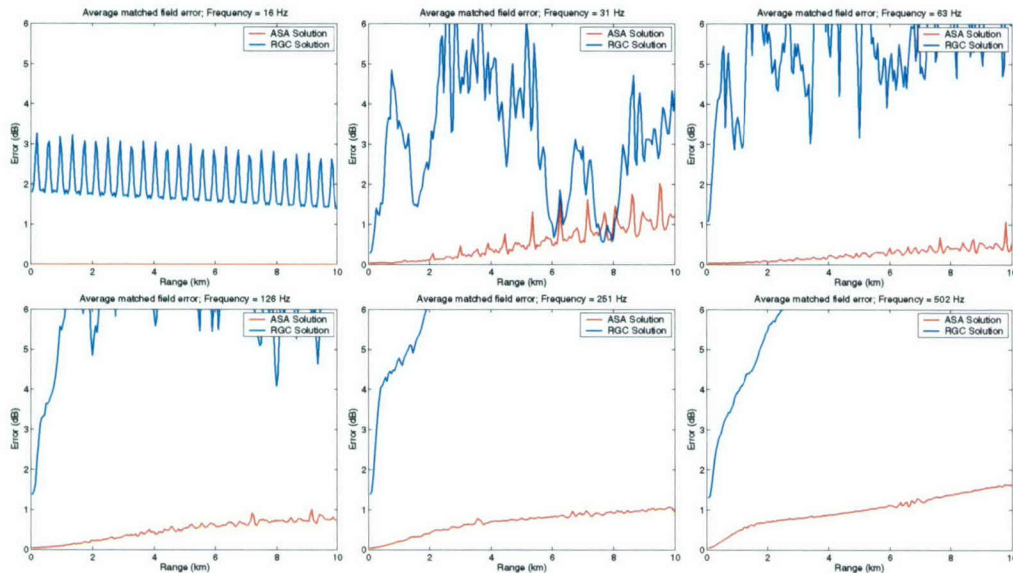 Average matched field error; Frequency = 16 Hz
ASA Solution
RGC Solution
6
5
4
3
2
1
0
Error (dB)
0 2 4 6 8 10
Range (km)
Average matched field error; Frequency = 31 Hz
ASA Solution
RGC Solution
6
5
4
3
2
1
0
Error (dB)
0 2 4 6 8 10
Range (km)
Average matched field error; Frequency = 63 Hz
ASA Solution
RGC Solution
6
5
4
3
2
1
0
Error (dB)
0 2 4 6 8 10
Range (km)
Average matched field error; Frequency = 126 Hz
ASA Solution
RGC Solution
6
5
4
3
2
1
0
Error (dB)
0 2 4 6 8 10
Range (km)
Average matched field error; Frequency = 251 Hz
ASA Solution
RGC Solution
6
5
4
3
2
1
0
Error (dB)
0 2 4 6 8 10
Range (km)
Average matched field error; Frequency = 502 Hz
ASA Solution
RGC Solution
6
5
4
3
2
1
0
Error (dB)
0 2 4 6 8 10
Range (km)